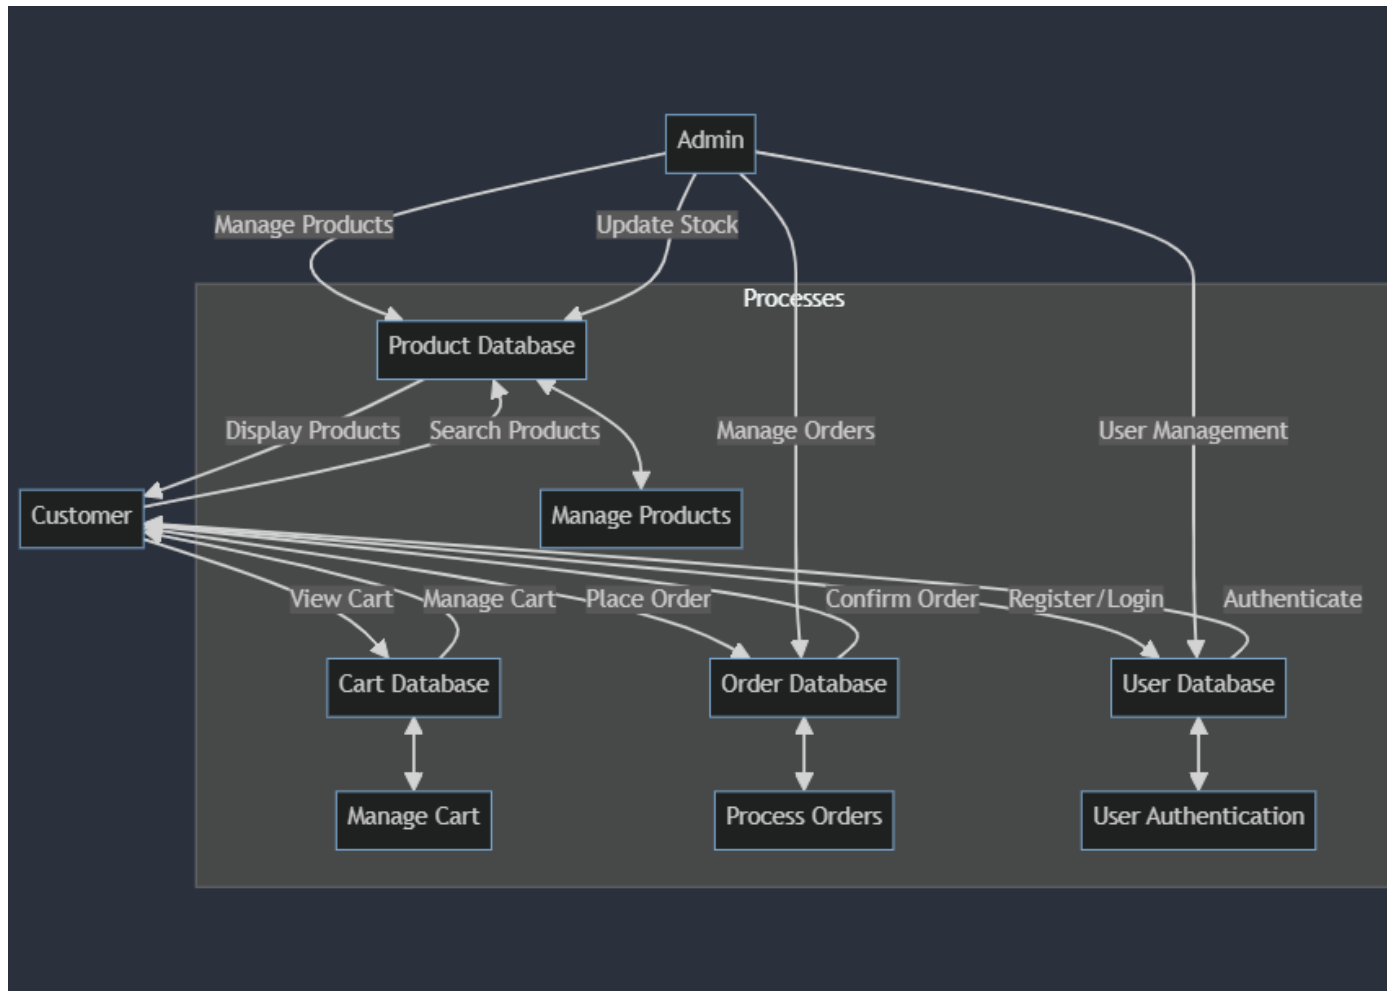 Admin
Manage Products
Update Stock
Processes
Product Database
Display Products
Search Products
Manage Orders
User Management
Customer
Manage Products
View Cart
Manage Cart
Place Order
Confirm Order
Register/Login
Authenticate
Cart Database
Order Database
User Database
Manage Cart
Process Orders
User Authentication